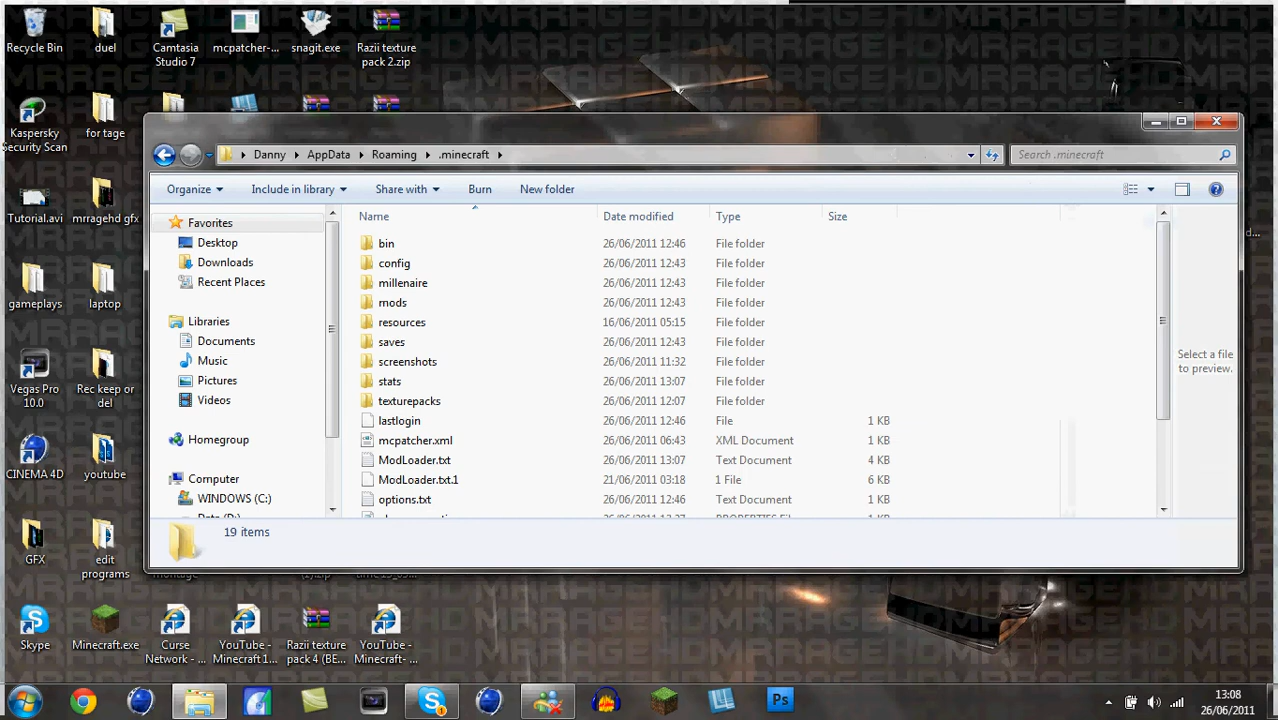 Recycle Bin
duel
Camtasia Studio 7
mcpatcher-...
snagit.exe
Razii texture pack 2.zip
Kaspersky Security Scan
for tage
Tutorial.avi
mrragehd gfx
gameplays
laptop
Vegas Pro 10.0
Rec keep or del
CINEMA 4D
youtube
GFX
edit programs
Skype
Minecraft.exe
Curse Network - ...
YouTube - Minecraft 1...
Razii texture pack 4 (BE...
YouTube - Minecraft- ...
Danny
AppData
Roaming
.minecraft
Search .minecraft
Organize
Include in library
Share with
Burn
New folder
Favorites
Desktop
Downloads
Recent Places
Libraries
Documents
Music
Pictures
Videos
Homegroup
Computer
WINDOWS (C:)
Name Date modified Type Size
bin 26/06/2011 12:46 File folder
config 26/06/2011 12:43 File folder
millenaire 26/06/2011 12:43 File folder
mods 26/06/2011 12:43 File folder
resources 16/06/2011 05:15 File folder
saves 26/06/2011 12:43 File folder
screenshots 26/06/2011 11:32 File folder
stats 26/06/2011 13:07 File folder
texturepacks 26/06/2011 12:07 File folder
lastlogin 26/06/2011 12:46 File 1 KB
mcpatcher.xml 26/06/2011 06:43 XML Document 1 KB
ModLoader.txt 26/06/2011 13:07 Text Document 4 KB
ModLoader.txt.1 21/06/2011 03:18 1 File 6 KB
options.txt 26/06/2011 12:46 Text Document 1 KB
Select a file to preview.
19 items
Ps
13:08
26/06/2011